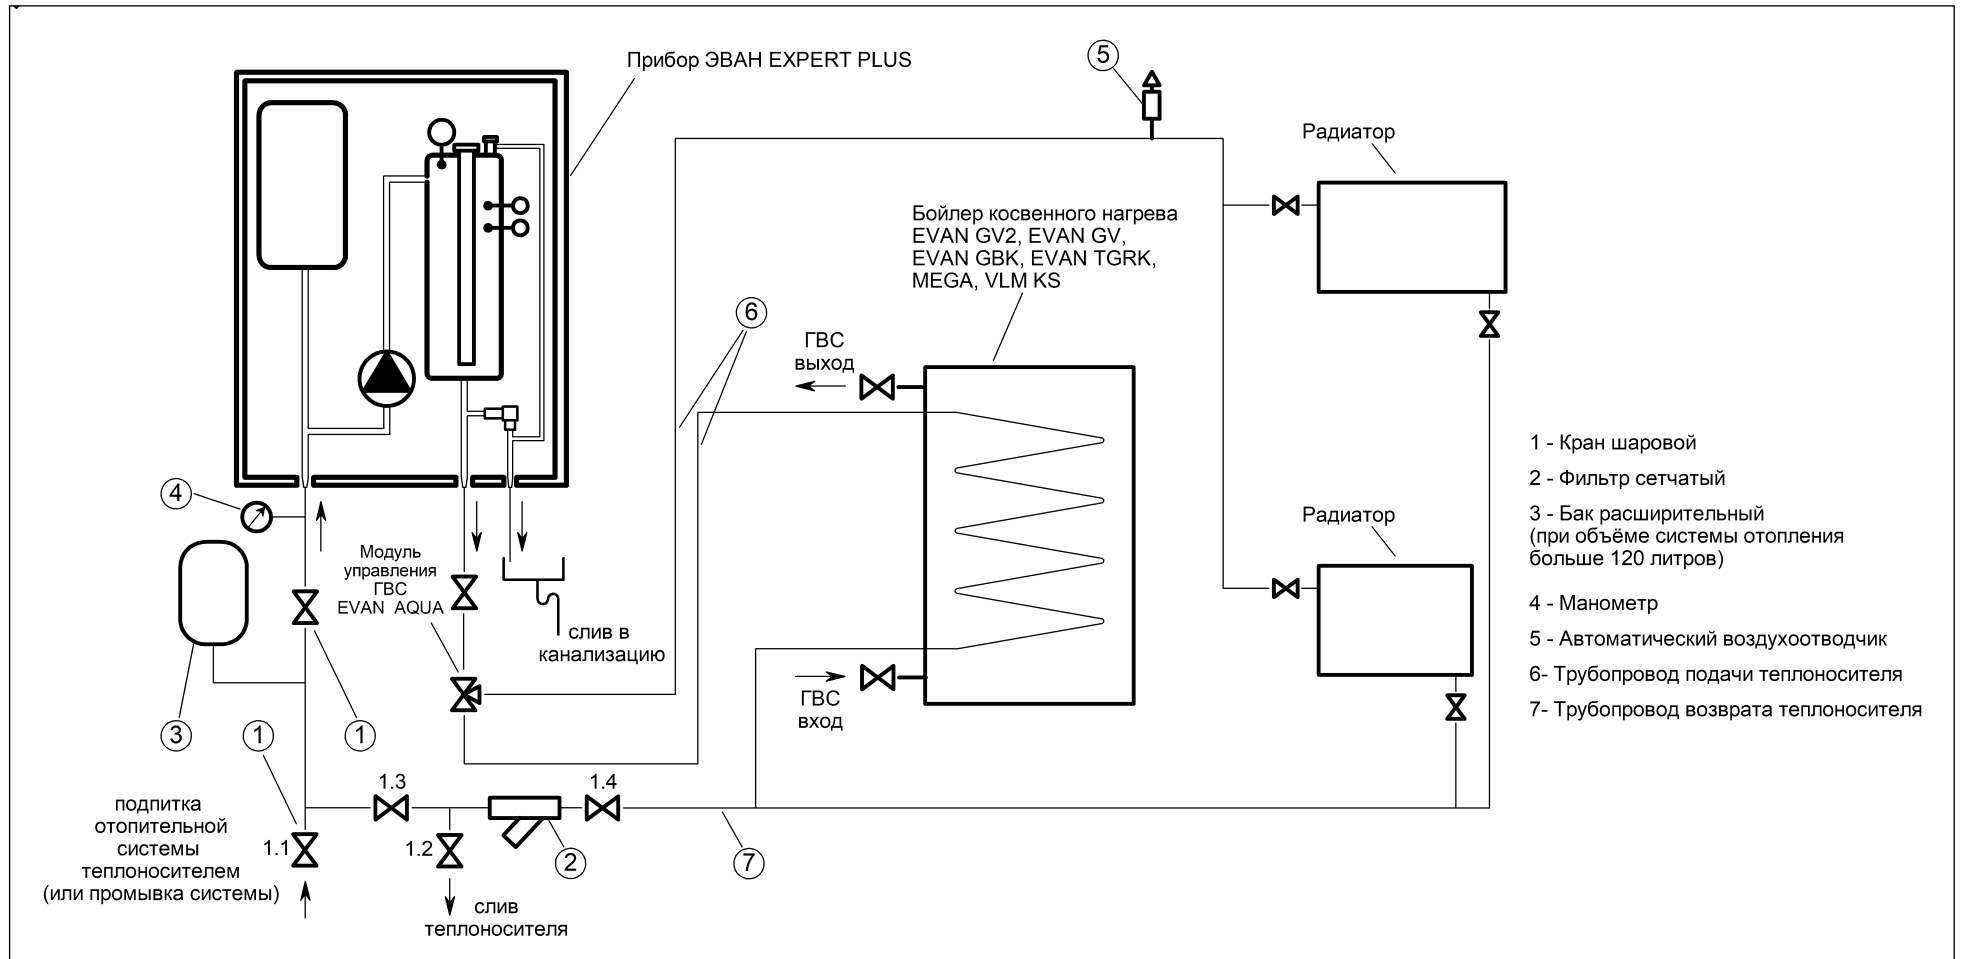 Прибор ЭВАН EXPERT PLUS
5
Радиатор
Бойлер косвенного нагрева
EVAN GV2, EVAN GV,
EVAN GBK, EVAN TGRK,
MEGA, VLM KS
6
ГВС
выход
4
Модуль
управления
ГВС
EVAN AQUA
слив в
канализацию
ГВС
вход
Радиатор
1 - Кран шаровой
2 - Фильтр сетчатый
3 - Бак расширительный
(при объёме системы отопления
больше 120 литров)
4 - Манометр
5 - Автоматический воздухоотводчик
6- Трубопровод подачи теплоносителя
7- Трубопровод возврата теплоносителя
3
1
1
1.3
1.4
подпитка
отопительной
системы
теплоносителем
(или промывка системы)
1.1
1.2
2
7
слив
теплоносителя